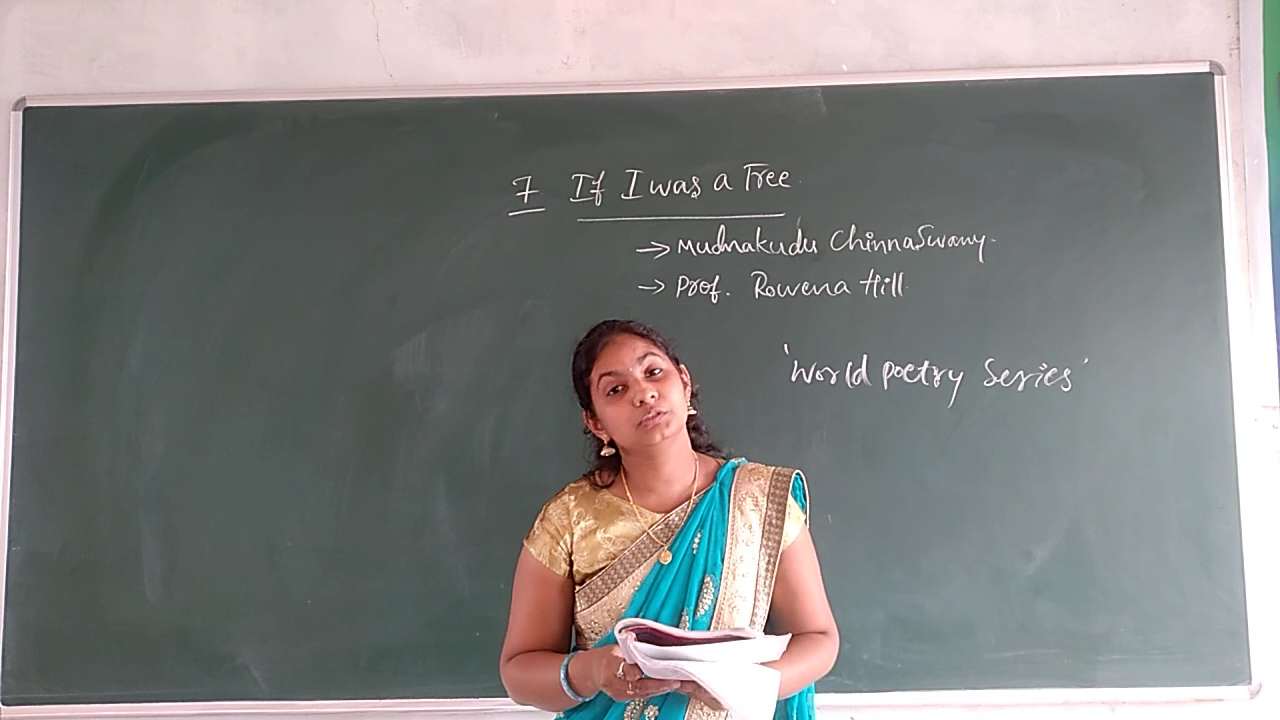 7 If I was a Tree
→ Mudnakudu ChinnaSwamy.
→ Prof. Rowena Hill
'World poetry Series'